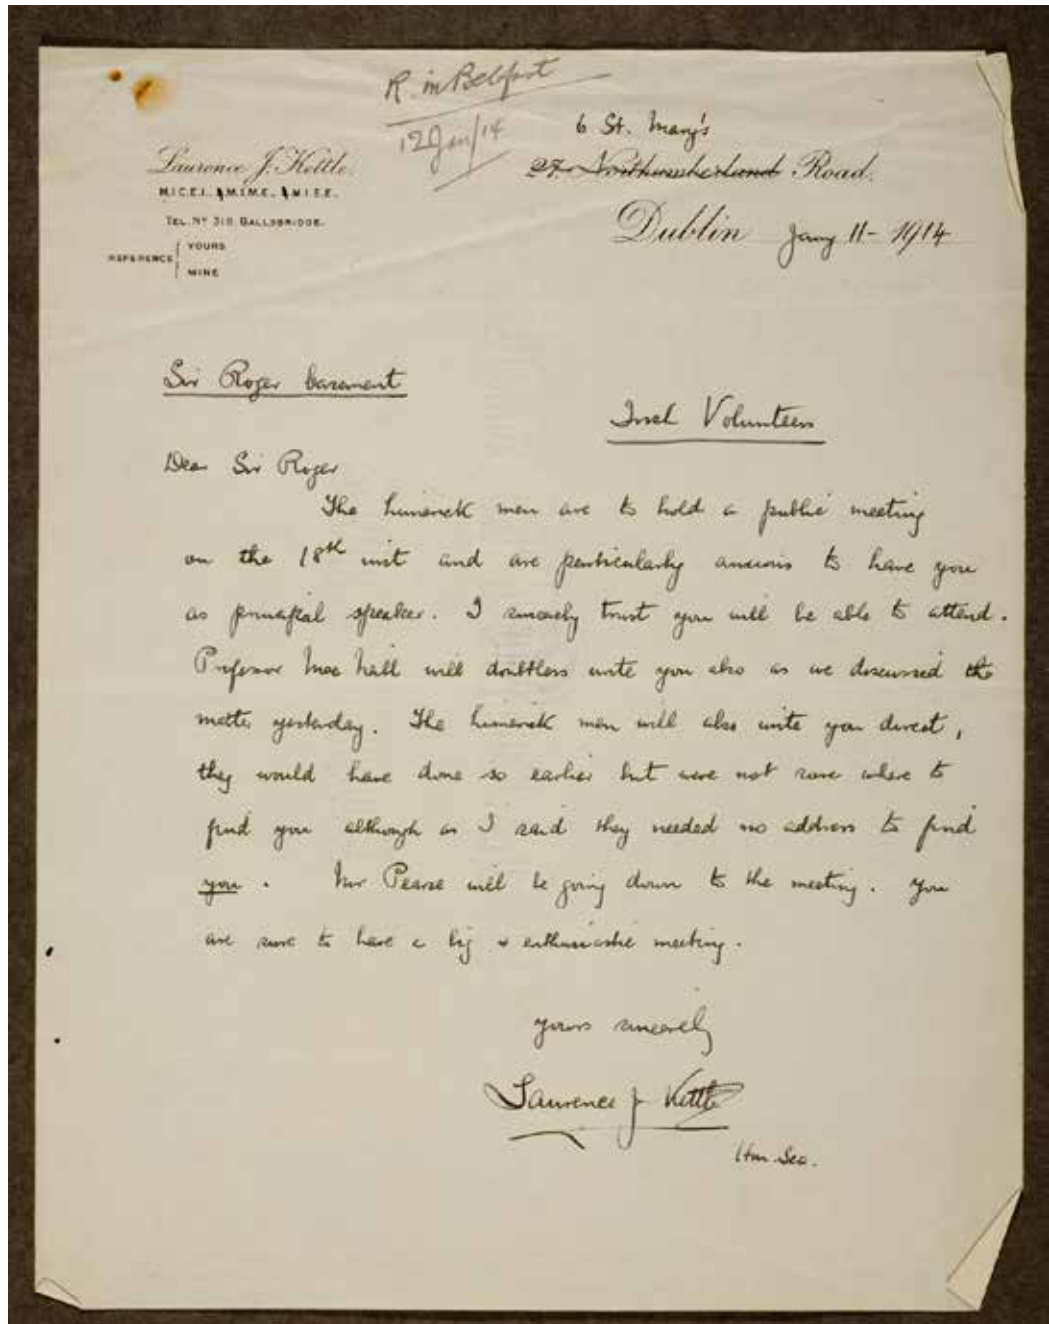 R. in Belfast
12 Jan/14
Laurence J. Kettle.
M.I.C.E.I., A.M.I.M.E., A.M.I.E.E.
TEL. Nº 310 BALLSBRIDGE.
REFERENCE { YOURS
MINE
6 St. Mary's
27. Northumberland Road.
Dublin Jany 11- 1914
Sir Roger Casement
Irish Volunteers
Dear Sir Roger
The Limerick men are to hold a public meeting
on the 18th inst and are particularly anxious to have you
as principal speaker. I sincerely trust you will be able to attend.
Professor MacNeill will doubtless write you also as we discussed the
matter yesterday. The Limerick men will also write you direct,
they would have done so earlier but were not sure where to
find you although as I said they needed no address to find
you. Mr Pearse will be going down to the meeting. You
are sure to have a big & enthusiastic meeting.
Yours sincerely
Laurence J Kettle
Hon. Sec.